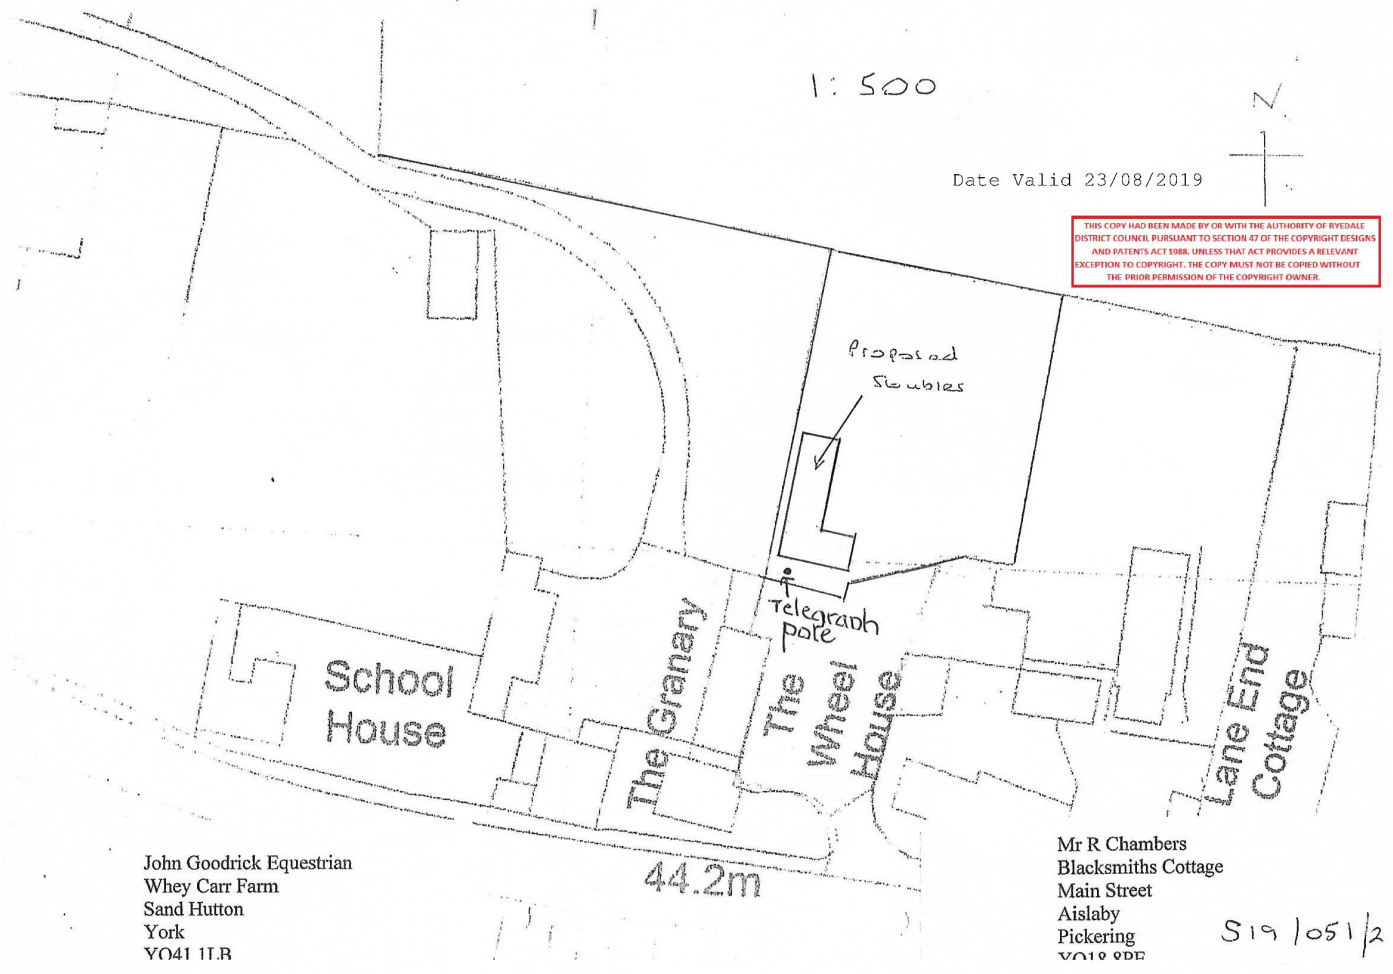 1: 500
N
Date Valid 23/08/2019
THIS COPY HAD BEEN MADE BY OR WITH THE AUTHORITY OF RYEDALE
DISTRICT COUNCIL PURSUANT TO SECTION 47 OF THE COPYRIGHT DESIGNS
AND PATENTS ACT 1988. UNLESS THAT ACT PROVIDES A RELEVANT
EXCEPTION TO COPYRIGHT. THE COPY MUST NOT BE COPIED WITHOUT
THE PRIOR PERMISSION OF THE COPYRIGHT OWNER.
Proposed
Stables
Telegraph
pole
School
House
The Granary
The
Wheel
House
Lane End
Cottage
44.2m
John Goodrick Equestrian
Whey Carr Farm
Sand Hutton
York
YO41 1LB
Mr R Chambers
Blacksmiths Cottage
Main Street
Aislaby
Pickering
YO18 8PE
S19/051/2